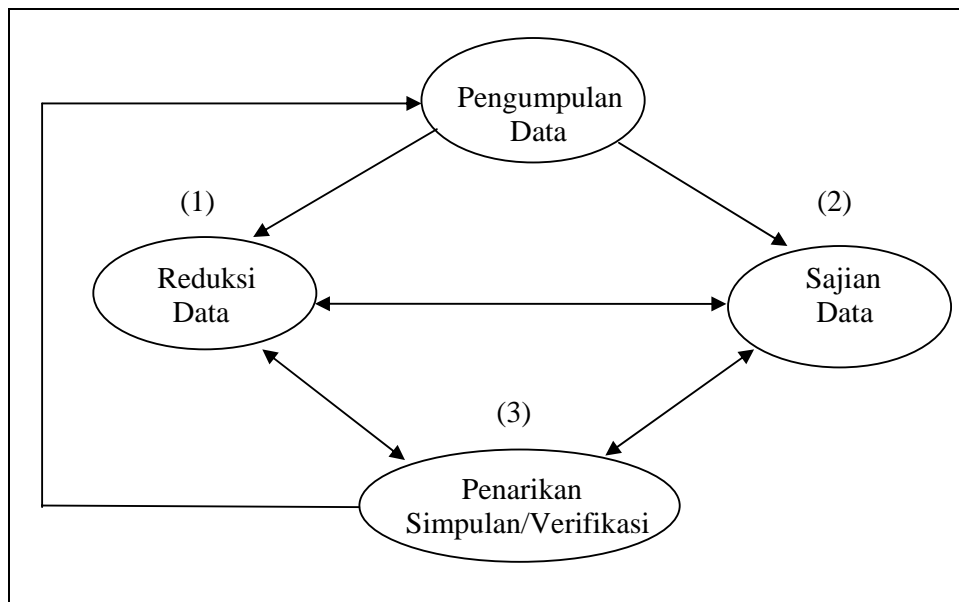 Pengumpulan
Data
(1)
(2)
Reduksi
Data
Sajian
Data
(3)
Penarikan
Simpulan/Verifikasi